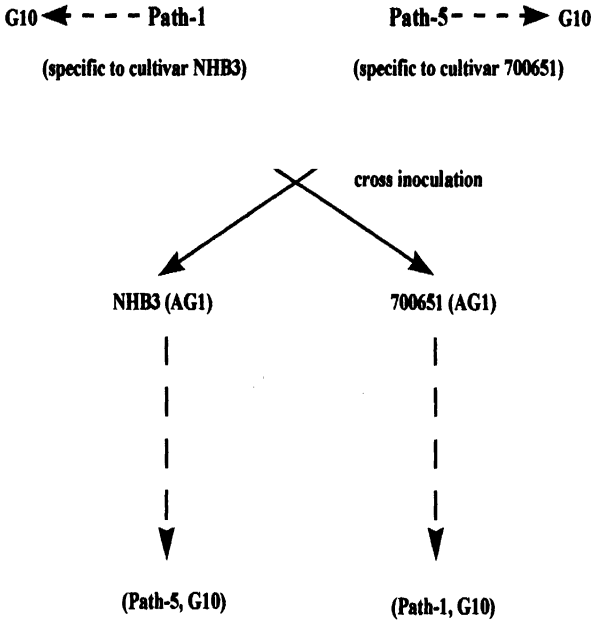 G10 Path-1 Path-5 G10
(specific to cultivar NHB3) (specific to cultivar 700651)
cross inoculation
NHB3 (AG1) 700651 (AG1)
(Path-5, G10) (Path-1, G10)